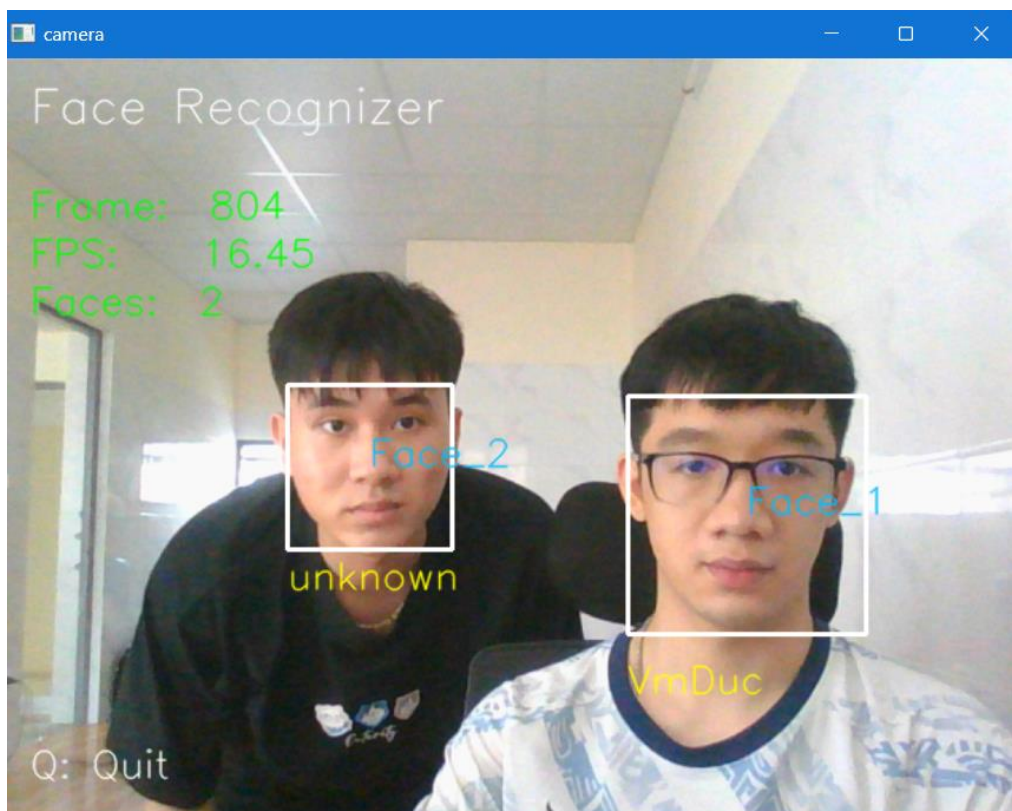 camera
Face Recognizer
Frame: 804
FPS: 16.45
Faces: 2
Face_2
Face_1
unknown
VmDuc
Q: Quit